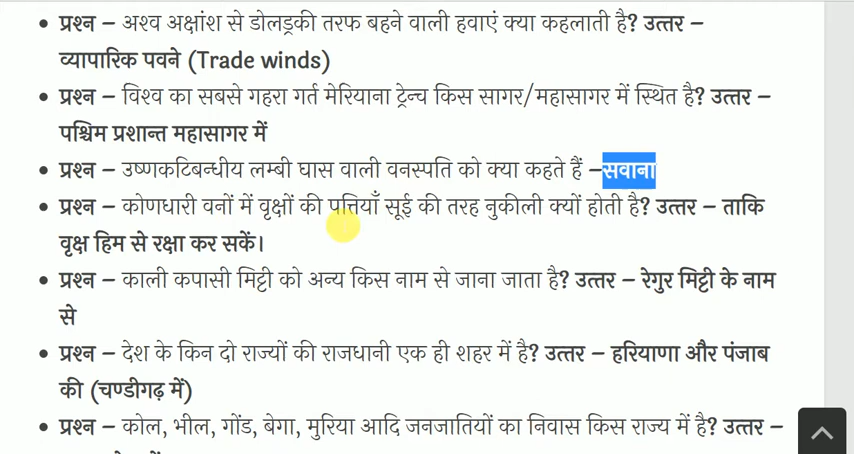 • प्रश्न – अश्व अक्षांश से डोलड्रकी तरफ बहने वाली हवाएं क्या कहलाती है? उत्तर –
व्यापारिक पवने (Trade winds)
• प्रश्न – विश्व का सबसे गहरा गर्त मेरियाना ट्रेन्च किस सागर/महासागर में स्थित है? उत्तर –
पश्चिम प्रशान्त महासागर में
• प्रश्न – उष्णकटिबन्धीय लम्बी घास वाली वनस्पति को क्या कहते हैं –सवाना
• प्रश्न – कोणधारी वनों में वृक्षों की पत्तियाँ सूई की तरह नुकीली क्यों होती है? उत्तर – ताकि
वृक्ष हिम से रक्षा कर सकें।
• प्रश्न – काली कपासी मिट्टी को अन्य किस नाम से जाना जाता है? उत्तर – रेगुर मिट्टी के नाम
से
• प्रश्न – देश के किन दो राज्यों की राजधानी एक ही शहर में है? उत्तर – हरियाणा और पंजाब
की (चण्डीगढ़ में)
• प्रश्न – कोल, भील, गोंड, बेगा, मुरिया आदि जनजातियों का निवास किस राज्य में है? उत्तर –